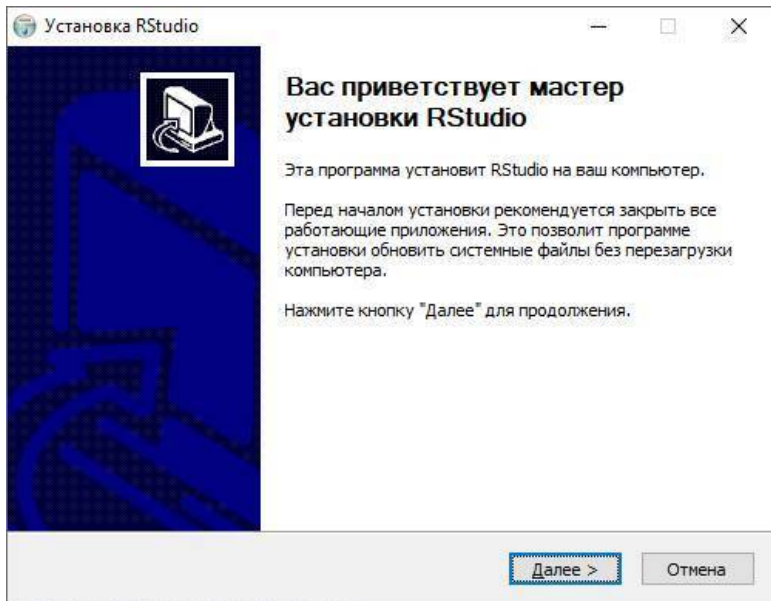 Установка RStudio
Вас приветствует мастер
установки RStudio
Эта программа установит RStudio на ваш компьютер.
Перед началом установки рекомендуется закрыть все
работающие приложения. Это позволит программе
установки обновить системные файлы без перезагрузки
компьютера.
Нажмите кнопку "Далее" для продолжения.
Далее >
Отмена